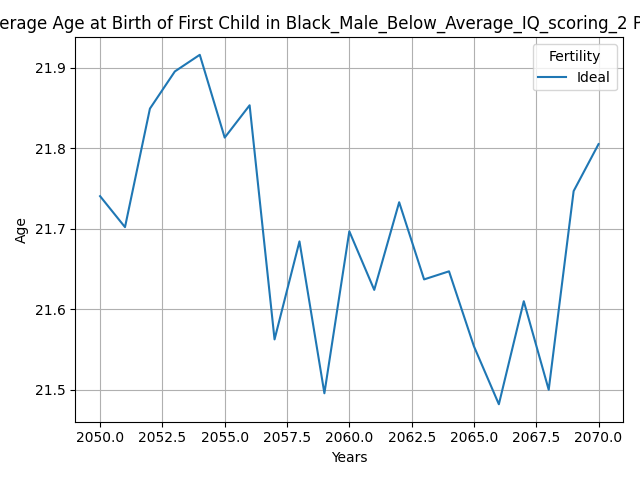 erage Age at Birth of First Child in Black_Male_Below_Average_IQ_scoring_2
Fertility
Ideal
21.9
21.8
21.7
21.6
21.5
Age
2050.0 2052.5 2055.0 2057.5 2060.0 2062.5 2065.0 2067.5 2070.0
Years